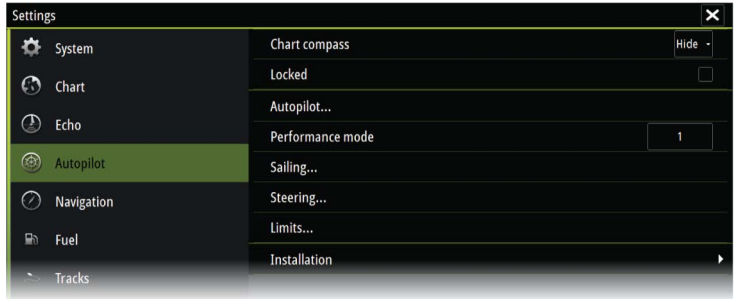 Settings
System
Chart
Echo
Autopilot
Navigation
Fuel
Tracks
Chart compass Hide
Locked
Autopilot...
Performance mode 1
Sailing...
Steering...
Limits...
Installation